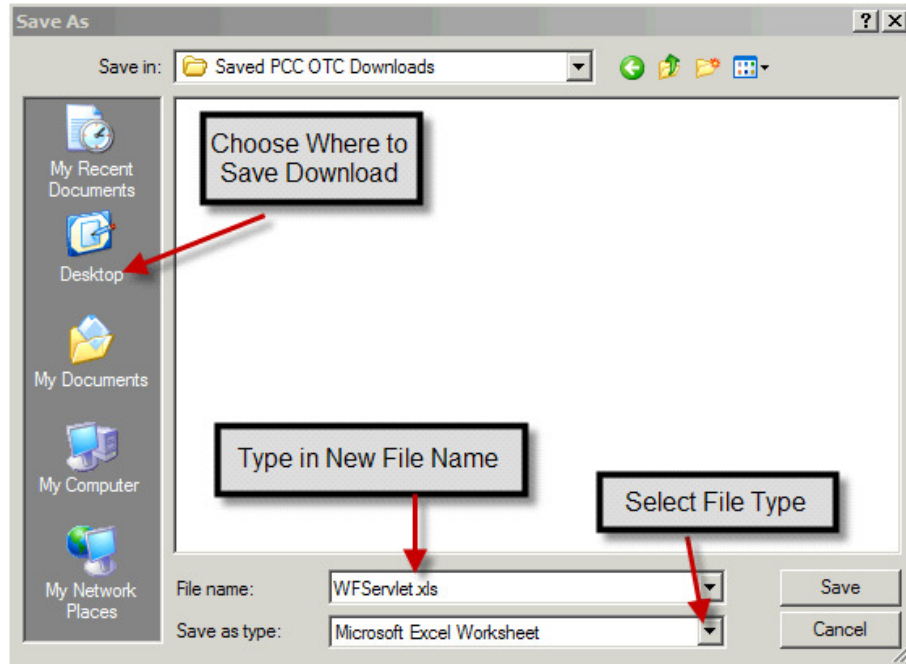 Save As
Save in:
Saved PCC OTC Downloads
Choose Where to
Save Download
My Recent
Documents
Desktop
My Documents
Type in New File Name
My Computer
Select File Type
My Network
Places
File name:
WFServlet.xls
Save
Save as type:
Microsoft Excel Worksheet
Cancel